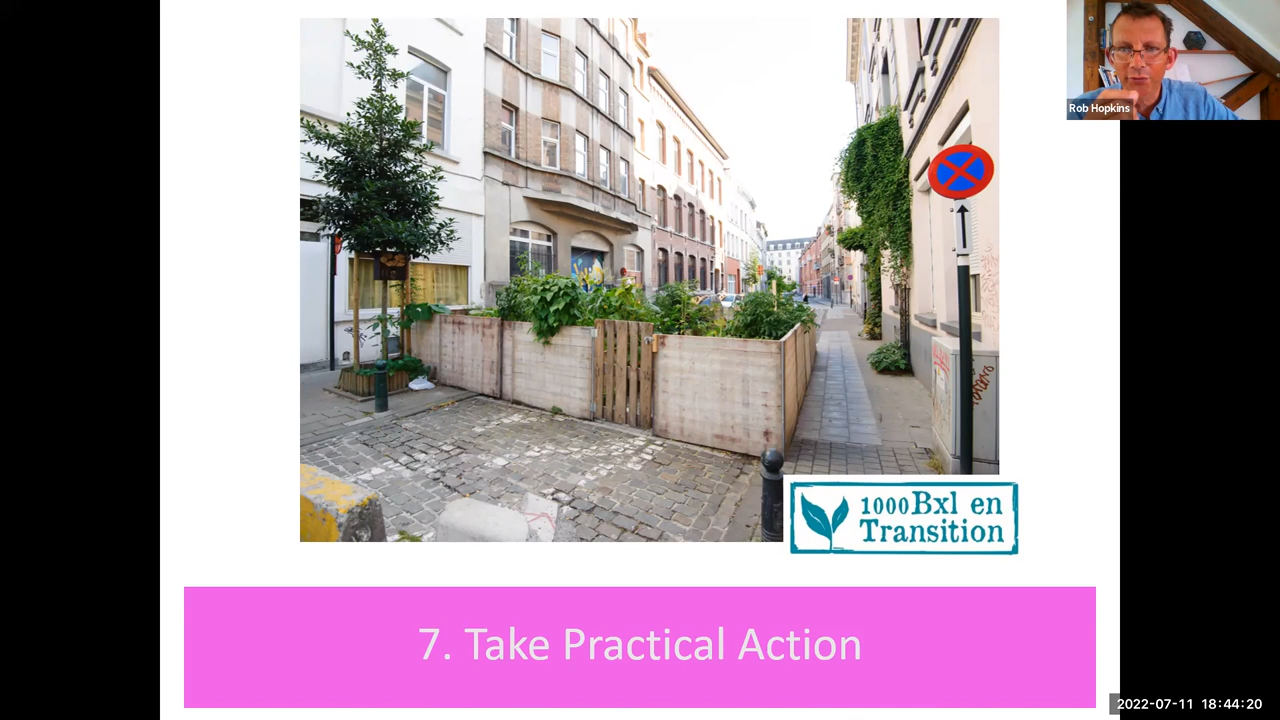 Rob Hopkins
1000Bxl en
Transition
7. Take Practical Action
2022-07-11 18:44:20